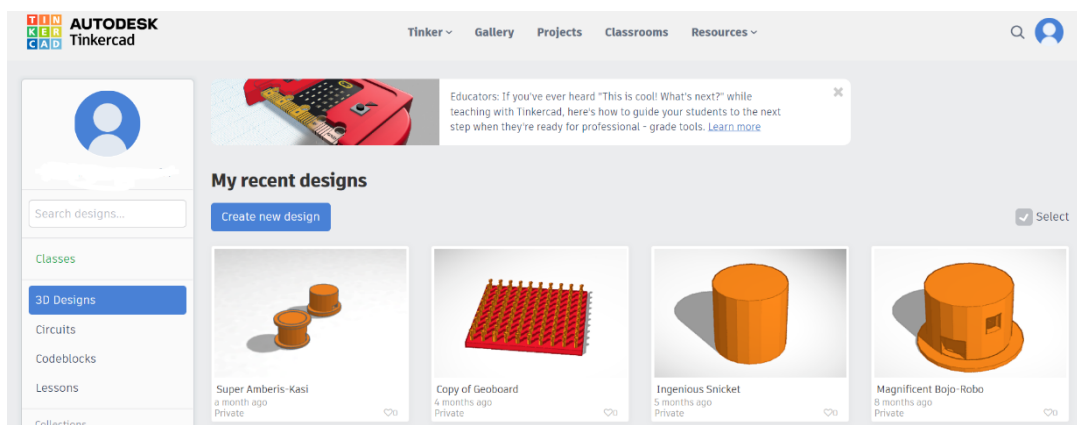 TIN
KER
CAD
AUTODESK
Tinkercad
Tinker Gallery Projects Classrooms Resources
Educators: If you've ever heard "This is cool! What's next?" while
teaching with Tinkercad, here's how to guide your students to the next
step when they're ready for professional - grade tools. Learn more
My recent designs
Search designs...
Create new design
Select
Classes
3D Designs
Circuits
Codeblocks
Lessons
Collections
Super Amberis-Kasi
a month ago
Private
0
Copy of Geoboard
4 months ago
Private
0
Ingenious Snicket
5 months ago
Private
0
Magnificent Bojo-Robo
8 months ago
Private
0